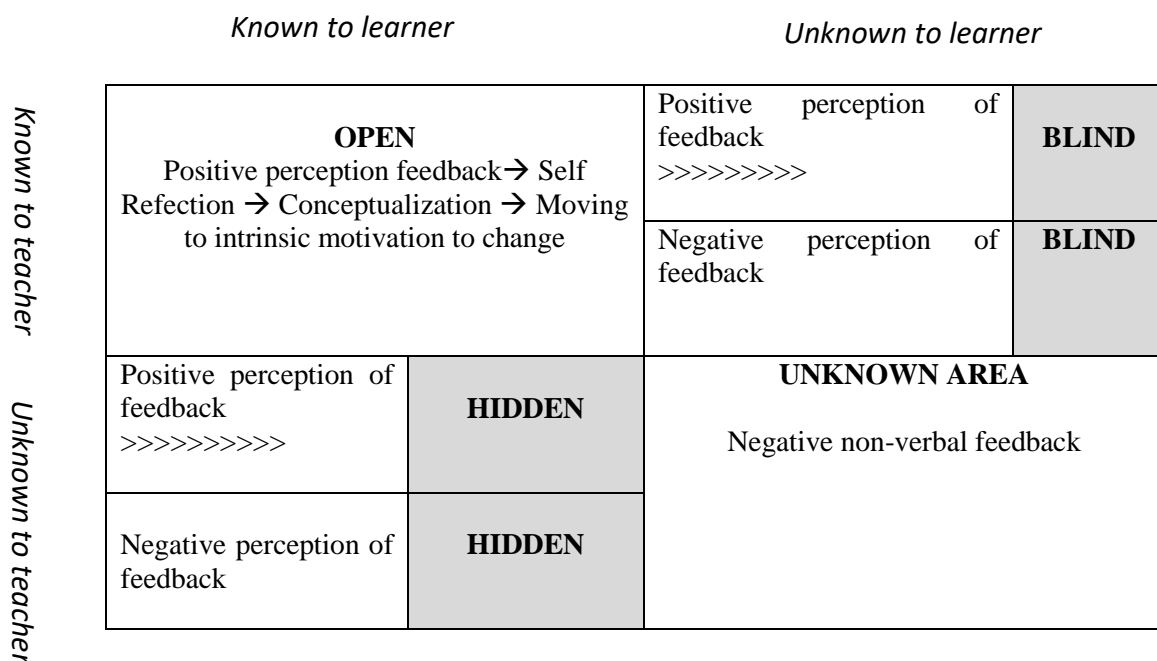 Known to learner
Unknown to learner
Known to teacher
OPEN
Positive perception feedback→ Self
Refection → Conceptualization → Moving
to intrinsic motivation to change
Positive perception of
feedback
>>>>>>>>>
BLIND
Negative perception of
feedback
BLIND
Unknown to teacher
Positive perception of
feedback
>>>>>>>>>>
HIDDEN
Negative perception of
feedback
HIDDEN
UNKNOWN AREA
Negative non-verbal feedback